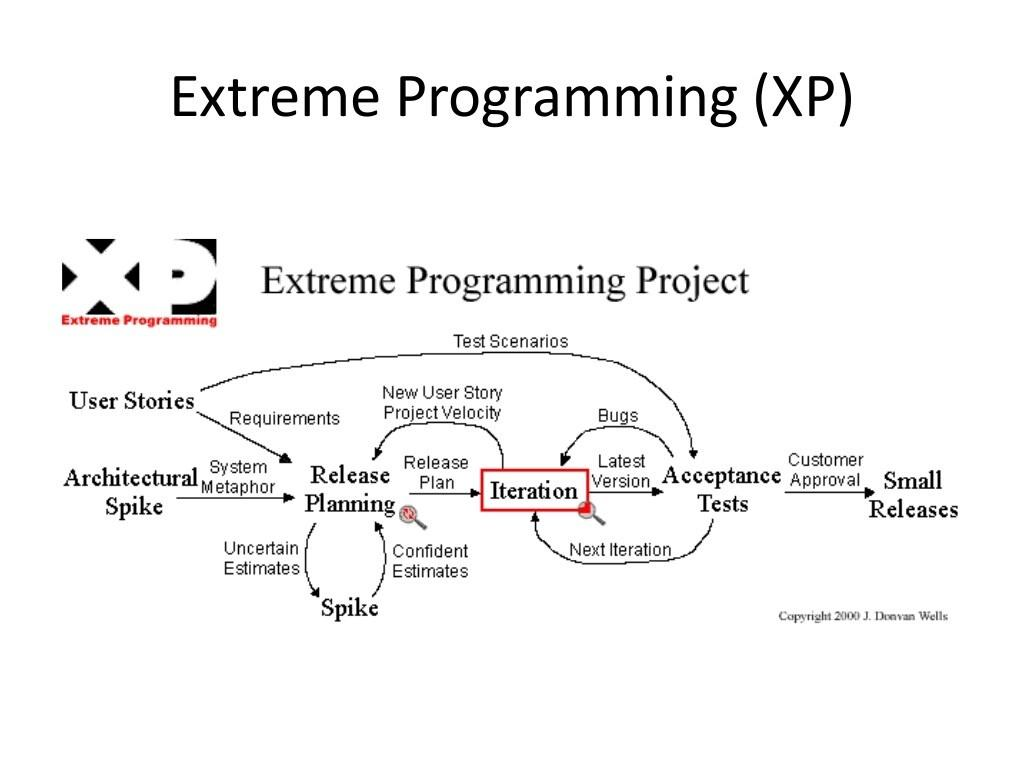 Extreme Programming (XP)
XP
Extreme Programming
Extreme Programming Project
Test Scenarios
User Stories
Requirements
New User Story
Project Velocity
Bugs
Architectural
Spike
System
Metaphor
Release
Planning
Release
Plan
Iteration
Latest
Version
Acceptance
Tests
Customer
Approval
Small
Releases
Uncertain
Estimates
Confident
Estimates
Next Iteration
Spike
Copyright 2000 J. Donvan Wells